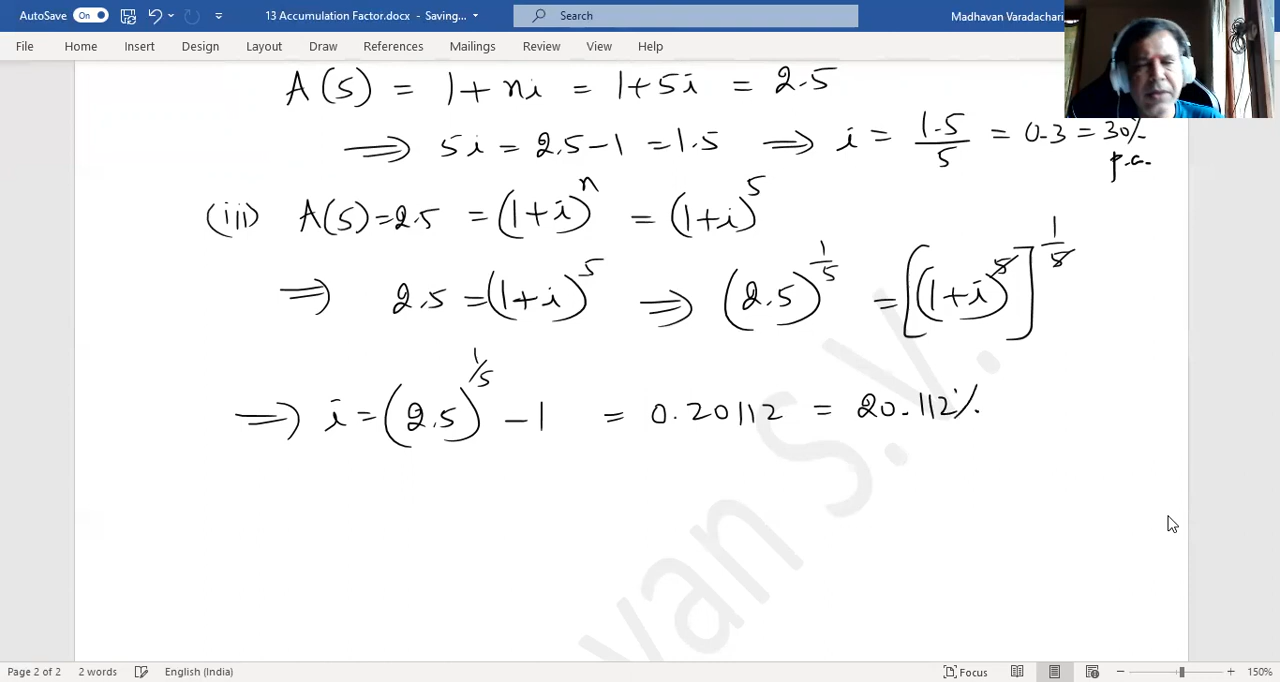 AutoSave On 13 Accumulation Factor.docx - Saving... Search Madhavan Varadachari
File Home Insert Design Layout Draw References Mailings Review View Help
A(5) = 1+ni = 1+5i = 2.5
⟹ 5i = 2.5-1 = 1.5 ⟹ i = 1.5/5 = 0.3 = 30% p.a.
(iii) A(5)=2.5 = (1+i)^n = (1+i)^5
⟹ 2.5 = (1+i)^5 ⟹ (2.5)^1/5 = [(1+i)^5]^1/5
⟹ i = (2.5)^1/5 - 1 = 0.20112 = 20.112%
van S.V.
Page 2 of 2 2 words English (India) Focus 150%